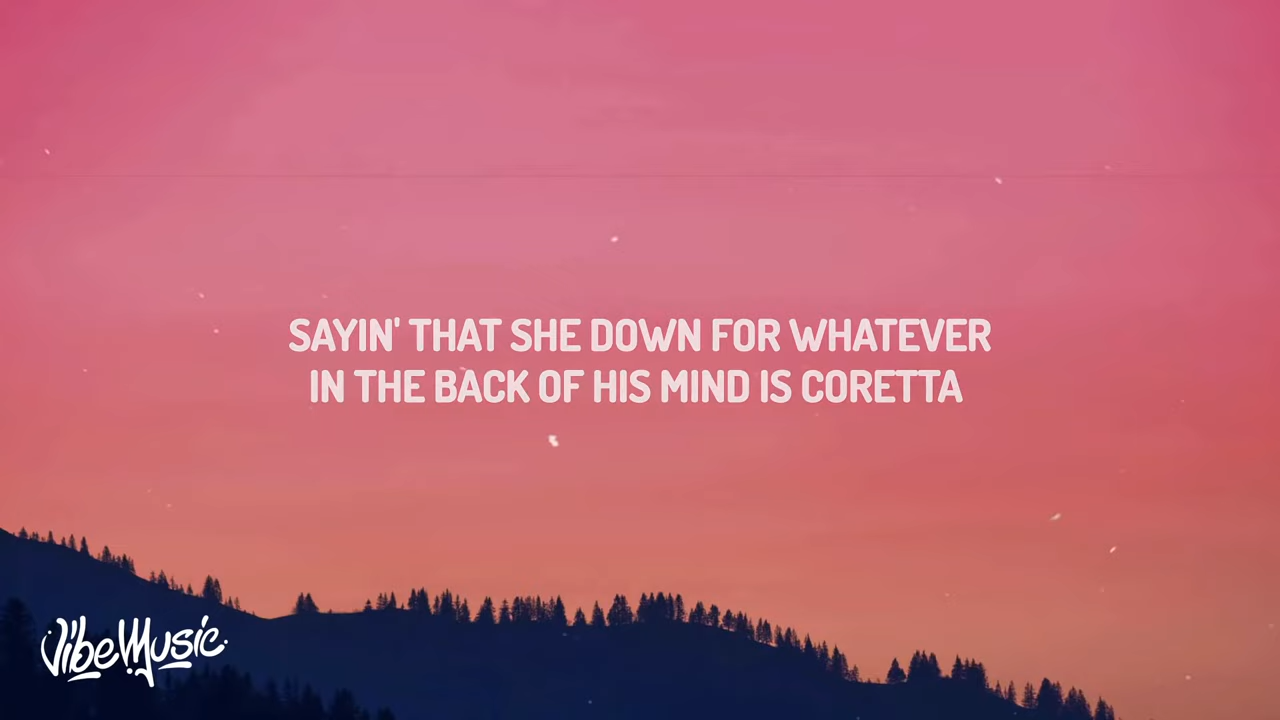 SAYIN' THAT SHE DOWN FOR WHATEVER
IN THE BACK OF HIS MIND IS CORETTA
VibeMusic